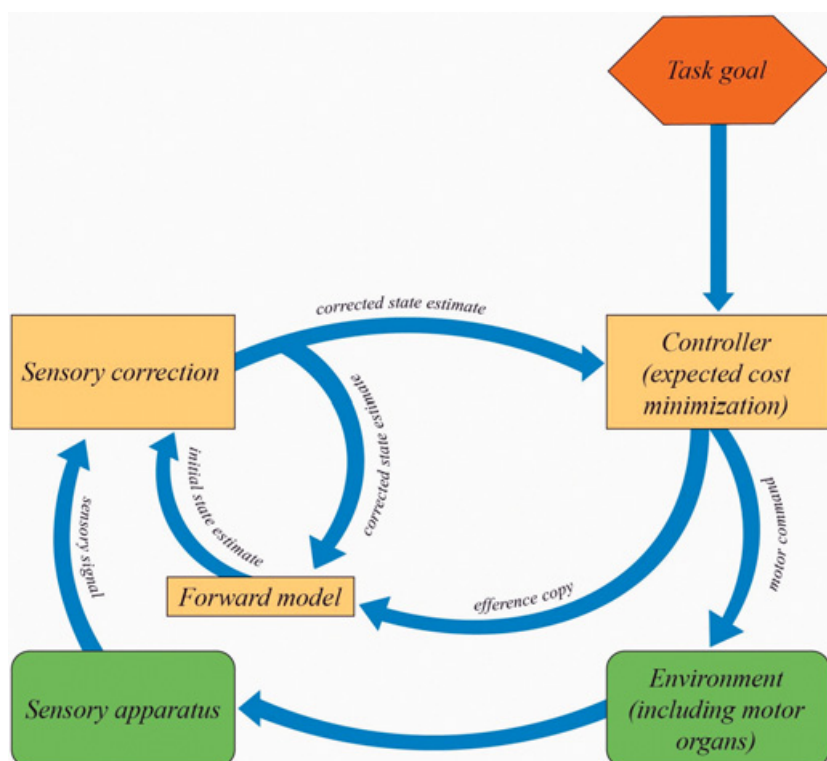 Task goal
corrected state estimate
Sensory correction
Controller
(expected cost
minimization)
corrected state estimate
initial state estimate
sensory signal
motor command
Forward model
efference copy
Sensory apparatus
Environment
(including motor
organs)